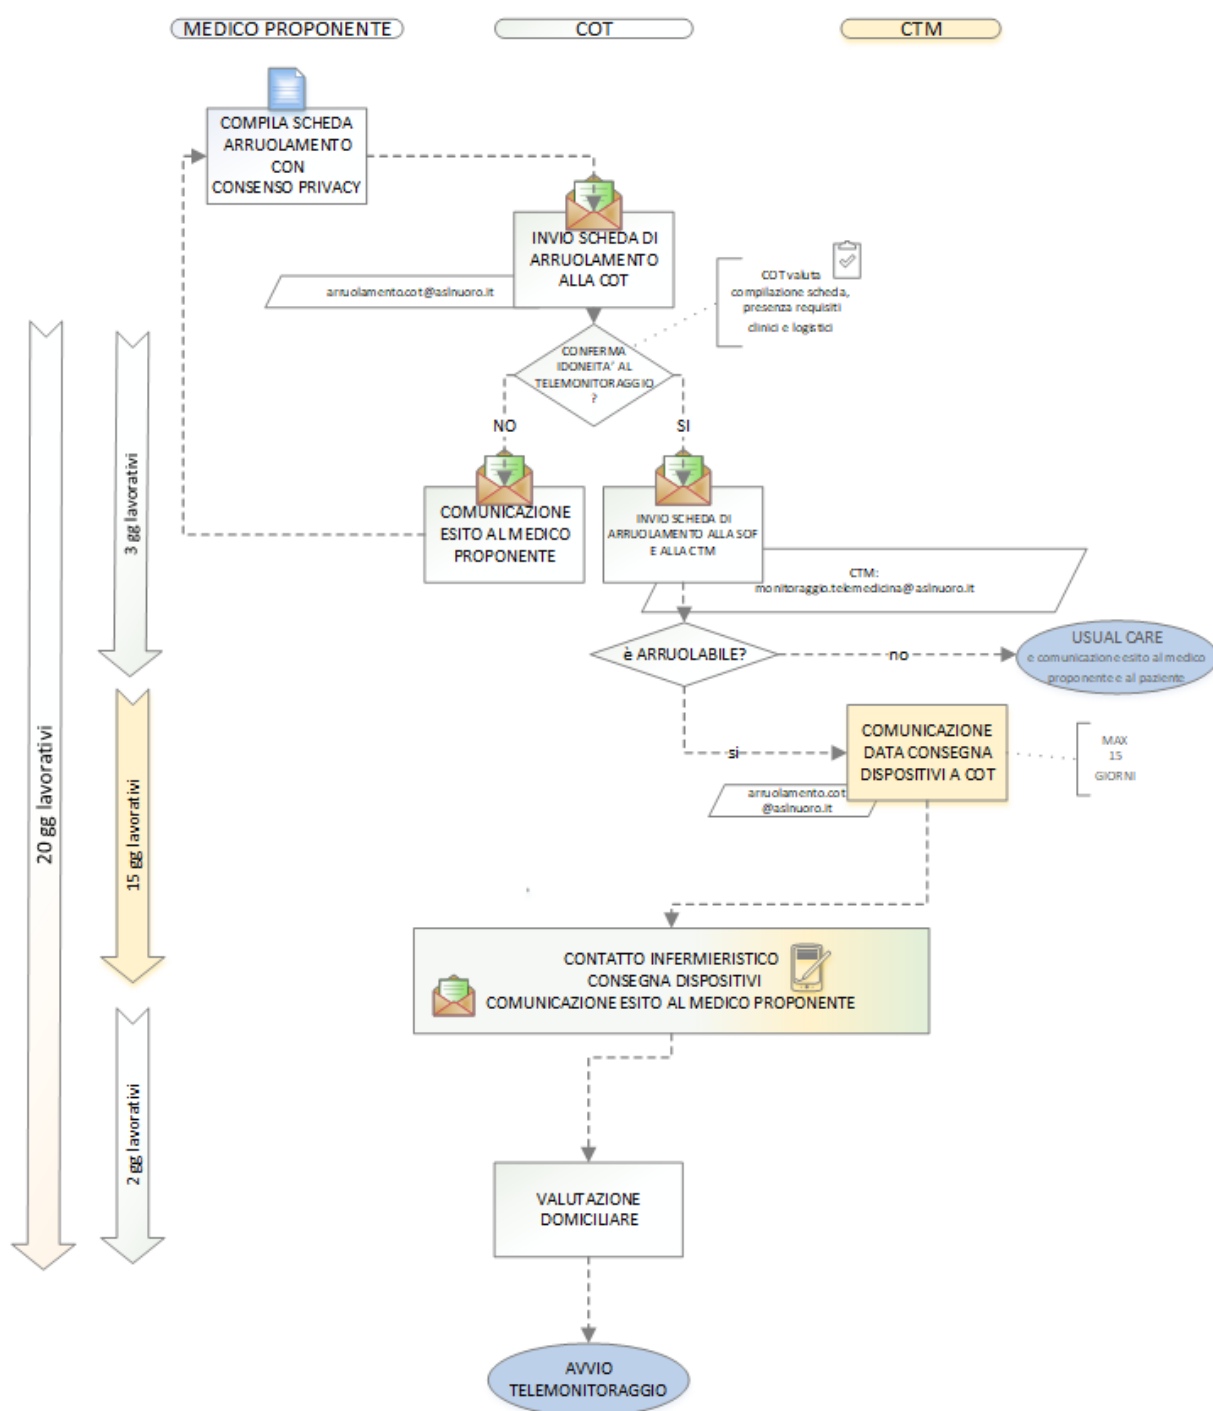 MEDICO PROPONENTE
COT
CTM
COMPILA SCHEDA
ARRUOLAMENTO
CON
CONSENSO PRIVACY
INVIO SCHEDA DI
ARRUOLAMENTO
ALLA COT
arruolamento.cot@aslnuoro.it
COT valuta
compilazione scheda,
presenza requisiti
clinici e logistici
CONFERMA
IDONEITA' AL
TELEMONITORAGGIO
?
NO
SI
COMUNICAZIONE
ESITO AL MEDICO
PROPONENTE
INVIO SCHEDA DI
ARRUOLAMENTO ALLA SOF
E ALLA CTM
CTM:
monitoraggio.telemedicina@aslnuoro.it
è ARRUOLABILE?
no
USUAL CARE
e comunicazione esito al medico
proponente e al paziente
si
COMUNICAZIONE
DATA CONSEGNA
DISPOSITIVI A COT
MAX
15
GIORNI
arruolamento.cot
@aslnuoro.it
CONTATTO INFERMIERISTICO
CONSEGNA DISPOSITIVI
COMUNICAZIONE ESITO AL MEDICO PROPONENTE
VALUTAZIONE
DOMICILIARE
AVVIO
TELEMONITORAGGIO
20 gg lavorativi
3 gg lavorativi
15 gg lavorativi
2 gg lavorativi